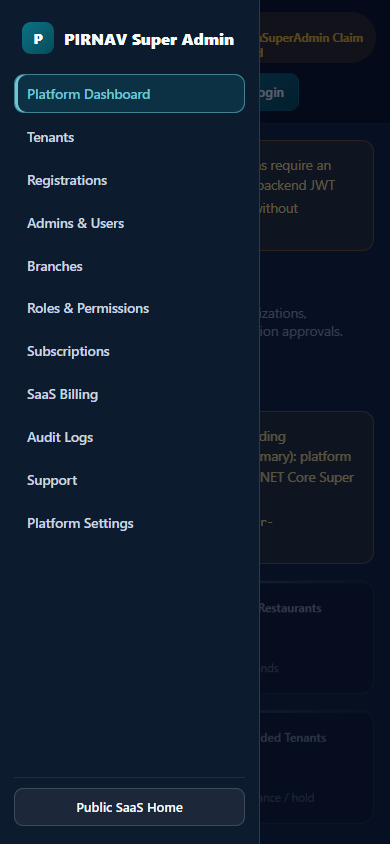 P PIRNAV Super Admin
Platform Dashboard
Tenants
Registrations
Admins & Users
Branches
Roles & Permissions
Subscriptions
SaaS Billing
Audit Logs
Support
Platform Settings
Public SaaS Home
SuperAdmin Claim
ogin
require an
backend JWT
without
izations,
ion approvals.
ding
mary): platform
NET Core Super
r-
Restaurants
nds
ded Tenants
ance / hold